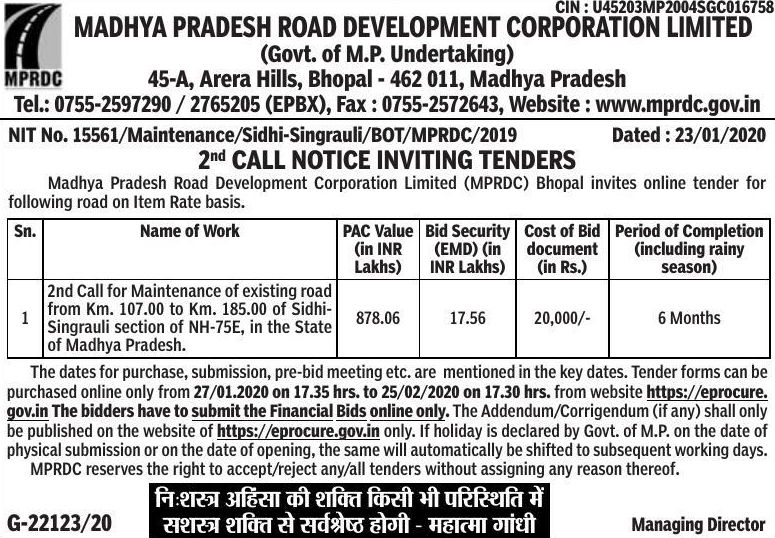 CIN : U45203MP2004SGC016758
MPRDC
MADHYA PRADESH ROAD DEVELOPMENT CORPORATION LIMITED
(Govt. of M.P. Undertaking)
45-A, Arera Hills, Bhopal - 462 011, Madhya Pradesh
Tel.: 0755-2597290 / 2765205 (EPBX), Fax : 0755-2572643, Website : www.mprdc.gov.in
NIT No. 15561/Maintenance/Sidhi-Singrauli/BOT/MPRDC/2019 Dated : 23/01/2020
2nd CALL NOTICE INVITING TENDERS
Madhya Pradesh Road Development Corporation Limited (MPRDC) Bhopal invites online tender for
following road on Item Rate basis.
Sn. Name of Work PAC Value Bid Security Cost of Bid Period of Completion
(in INR (EMD) (in document (including rainy
Lakhs) INR Lakhs) (in Rs.) season)
2nd Call for Maintenance of existing road
from Km. 107.00 to Km. 185.00 of Sidhi-
1 Singrauli section of NH-75E, in the State 878.06 17.56 20,000/- 6 Months
of Madhya Pradesh.
The dates for purchase, submission, pre-bid meeting etc. are mentioned in the key dates. Tender forms can be
purchased online only from 27/01.2020 on 17.35 hrs. to 25/02/2020 on 17.30 hrs. from website https://eprocure.
gov.in The bidders have to submit the Financial Bids online only. The Addendum/Corrigendum (if any) shall only
be published on the website of https://eprocure.gov.in only. If holiday is declared by Govt. of M.P. on the date of
physical submission or on the date of opening, the same will automatically be shifted to subsequent working days.
MPRDC reserves the right to accept/reject any/all tenders without assigning any reason thereof.
निःशस्त्र अहिंसा की शक्ति किसी भी परिस्थिति में
सशस्त्र शक्ति से सर्वश्रेष्ठ होगी - महात्मा गांधी
G-22123/20 Managing Director